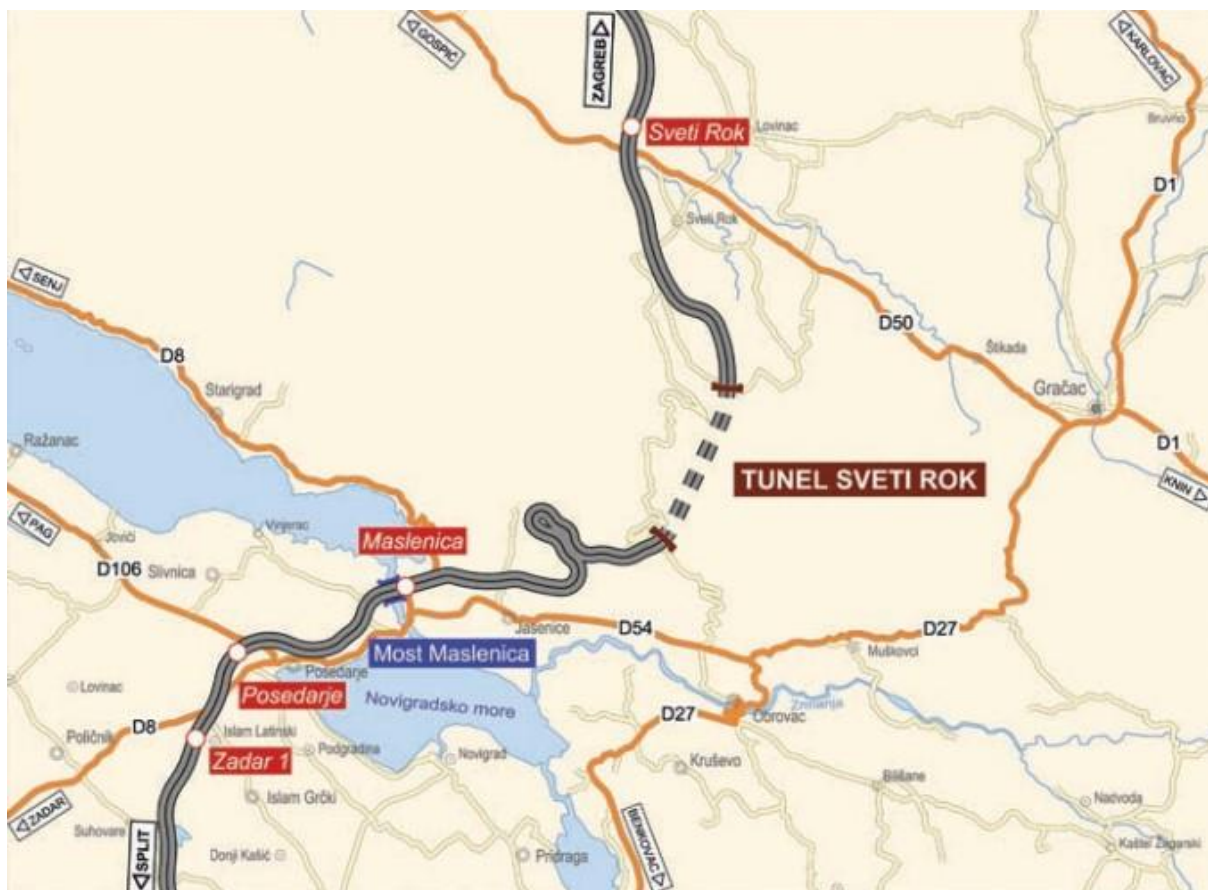 GOSPIĆ
ZAGREB
KARLOVAC
Sveti Rok
Lovinac
Bruvno
D1
Sveti Rok
SENJ
D50
D8
Štikada
Starigrad
Gračac
Ražanac
D1
KNIN
TUNEL SVETI ROK
PAG
Jovići
Vinjerac
Maslenica
D106
Slivnica
Jasenice
D54
D27
Muškovci
Most Maslenica
Posedarje
Lovinac
Posedarje
Novigradsko more
Obrovac
Zrmanja
D27
D8
Islam Latinski
Poličnik
Zadar 1
Podgradina
Novigrad
Kruševo
Bilišane
ZADAR
Islam Grčki
Nadvoda
Suhovare
SPLIT
Donji Kašić
Pridraga
BENKOVAC
Kaštel Žegarski